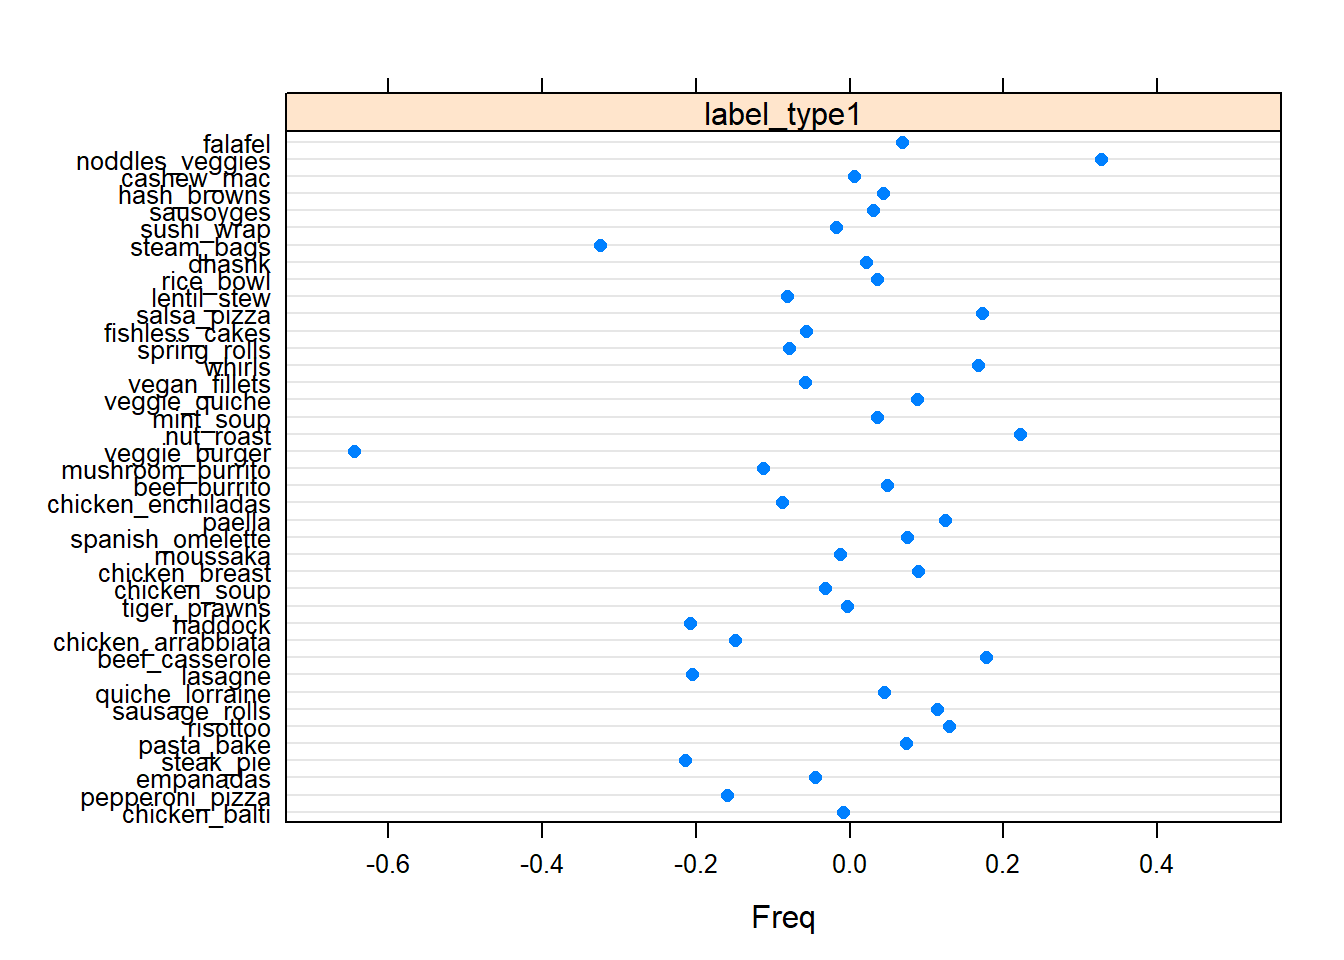 label_type1
falafel
noddles_veggies
cashew_mac
hash_browns
sausoyges
sushi_wrap
steam_bags
dhasnk
rice_bowl
lentil_stew
salsa_pizza
fishless_cakes
spring_rolls
whirls
vegan_fillets
veggie_quiche
mint_soup
nut_roast
veggie_burger
mushroom_burrito
beef_burrito
chicken_enchiladas
paella
spanish_omelette
moussaka
chicken_breast
chicken_soup
tiger_prawns
haddock
chicken_arrabbiata
beef_casserole
lasagne
quiche_lorraine
sausage_rolls
risottoo
pasta_bake
steak_pie
empanadas
pepperoni_pizza
chicken_balti
-0.6 -0.4 -0.2 0.0 0.2 0.4
Freq